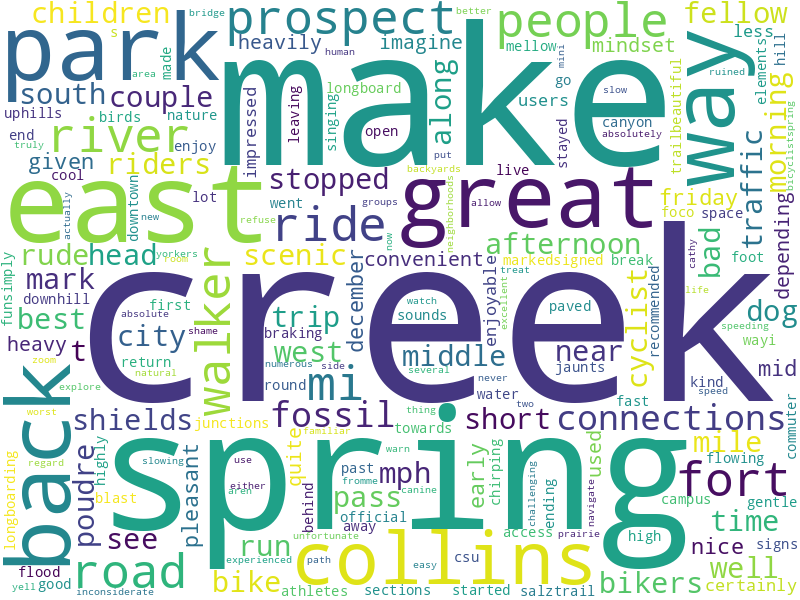 children
s
park
made
south
couple
uphills
birds
nature
river
end
enjoy
truly
given
riders
cool
lot
prospect
bridge
heavily
imagine
human
impressed
leaving
singing
longboard
open
make
along
people
better
mellow
mindset
mini
users
go
stayed
canyon
slow
absolutely
put
fellow
less
hill
area
ruined
elements
trailbeautiful
way
traffic
morning
bicyclistspring
east
actually
new
yorkers
room
downtown
stopped
went
refuse
groups
backyards
neighborhoods
allow
now
live
great
friday
foco
space
foot
cathy
life
depending
ride
afternoon
markedsigned
break
treat
convenient
rude
head
scenic
mark
funsimply
downhill
first
absolute
best
heavy
t
city
shame
return
zoom
explore
natural
worst
walker
trip
december
braking
west
numerous
side
round
mi
watch
sounds
several
never
two
middle
water
enjoyable
excellent
paved
near
jaunts
kind
speed
fast
cyclist
recommended
bad
dog
speeding
wayi
mid
commuter
creek
back
shields
junctions
fossil
familiar
thing
towards
short
connections
longboarding
regard
highly
poudre
slowing
pleasant
blast
see
use
either
aren
experienced
quite
behind
warn
mph
past
fromme
canine
pass
official
early
chirping
challenging
ending
used
navigate
prairie
mile
flowing
campus
fort
gentle
time
high
spring
road
flood
yell
good
inconsiderate
run
bike
unfortunate
path
athletes
away
easy
collins
sections
csu
started
access
salztrail
nice
signs
well
bikers
certainly